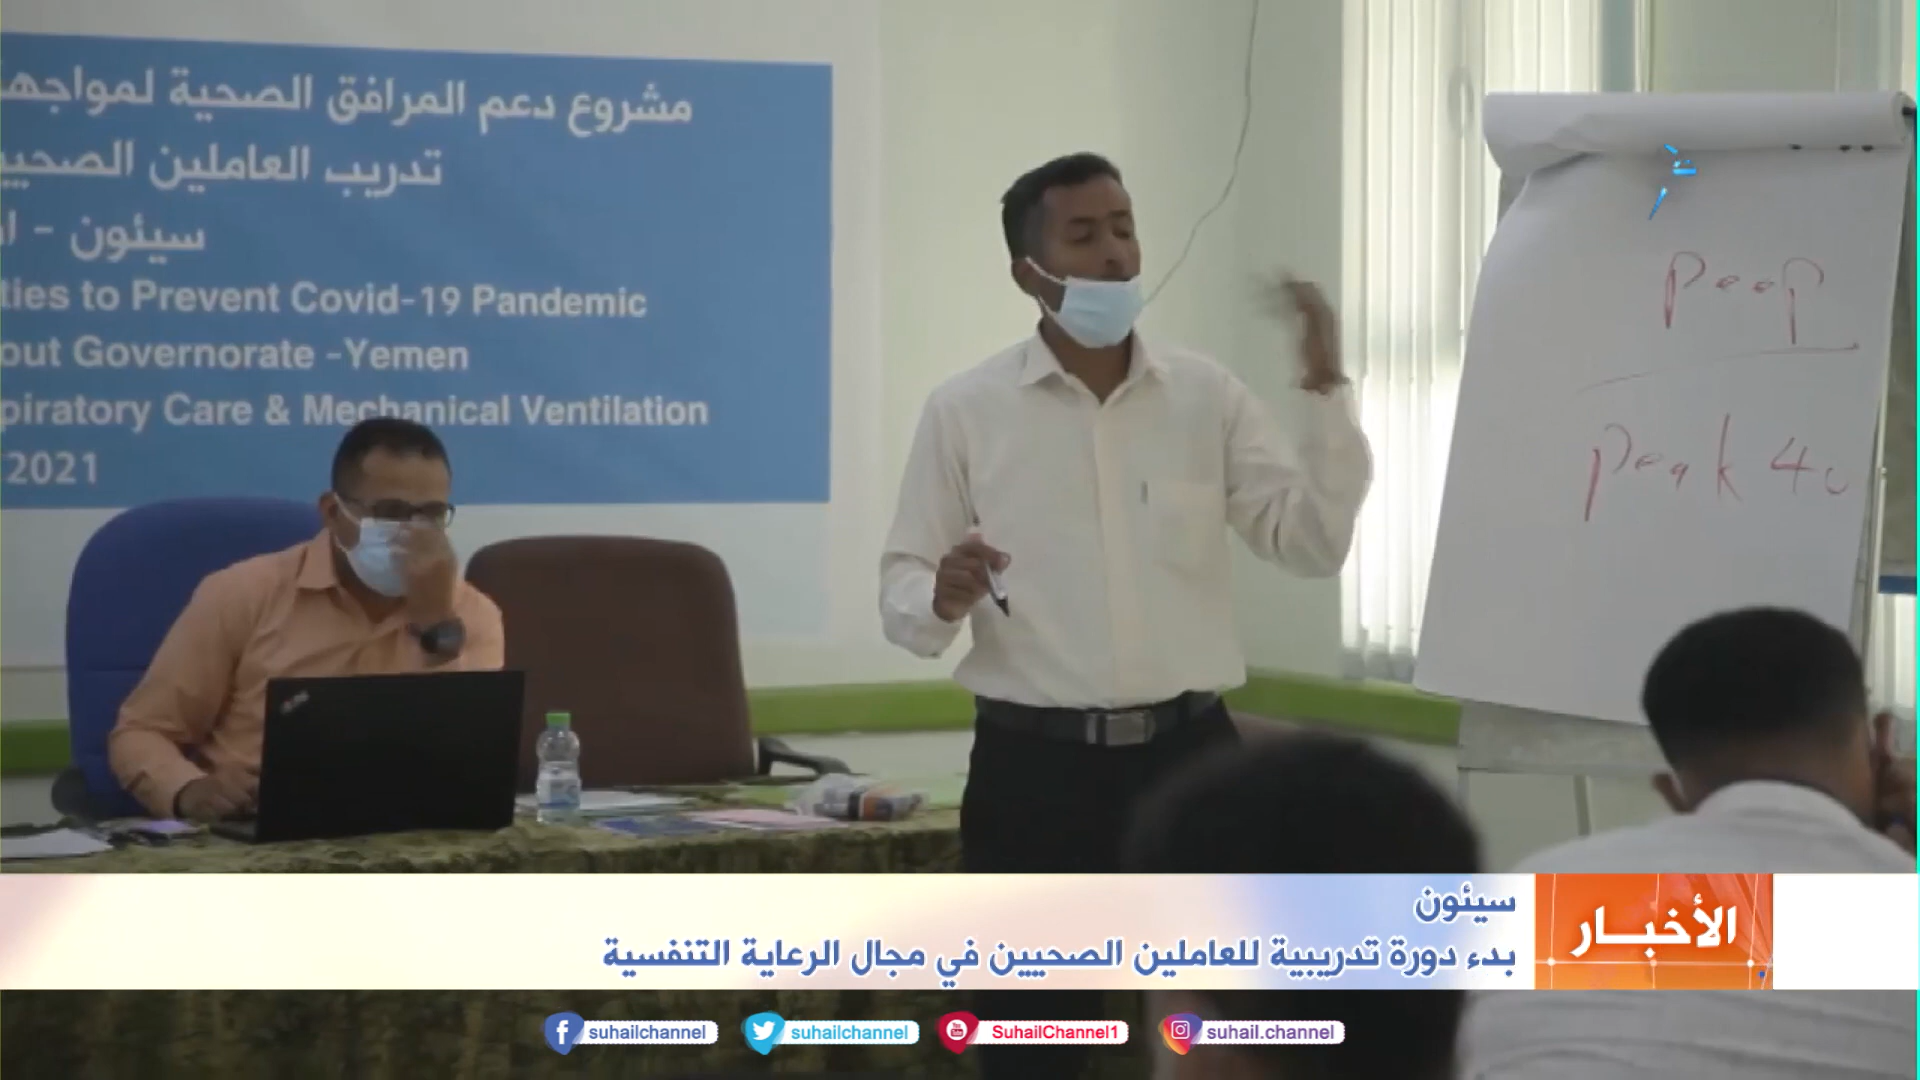 مشروع دعم المرافق الصحية لمواجه
تدريب العاملين الصحيي
سيئون -
ties to Prevent Covid-19 Pandemic
out Governorate -Yemen
piratory Care & Mechanical Ventilation
2021
peep
peak 40
سيئون
بدء دورة تدريبية للعاملين الصحيين في مجال الرعاية التنفسية
الأخبـار
suhailchannel
suhailchannel
SuhailChannel1
suhail.channel